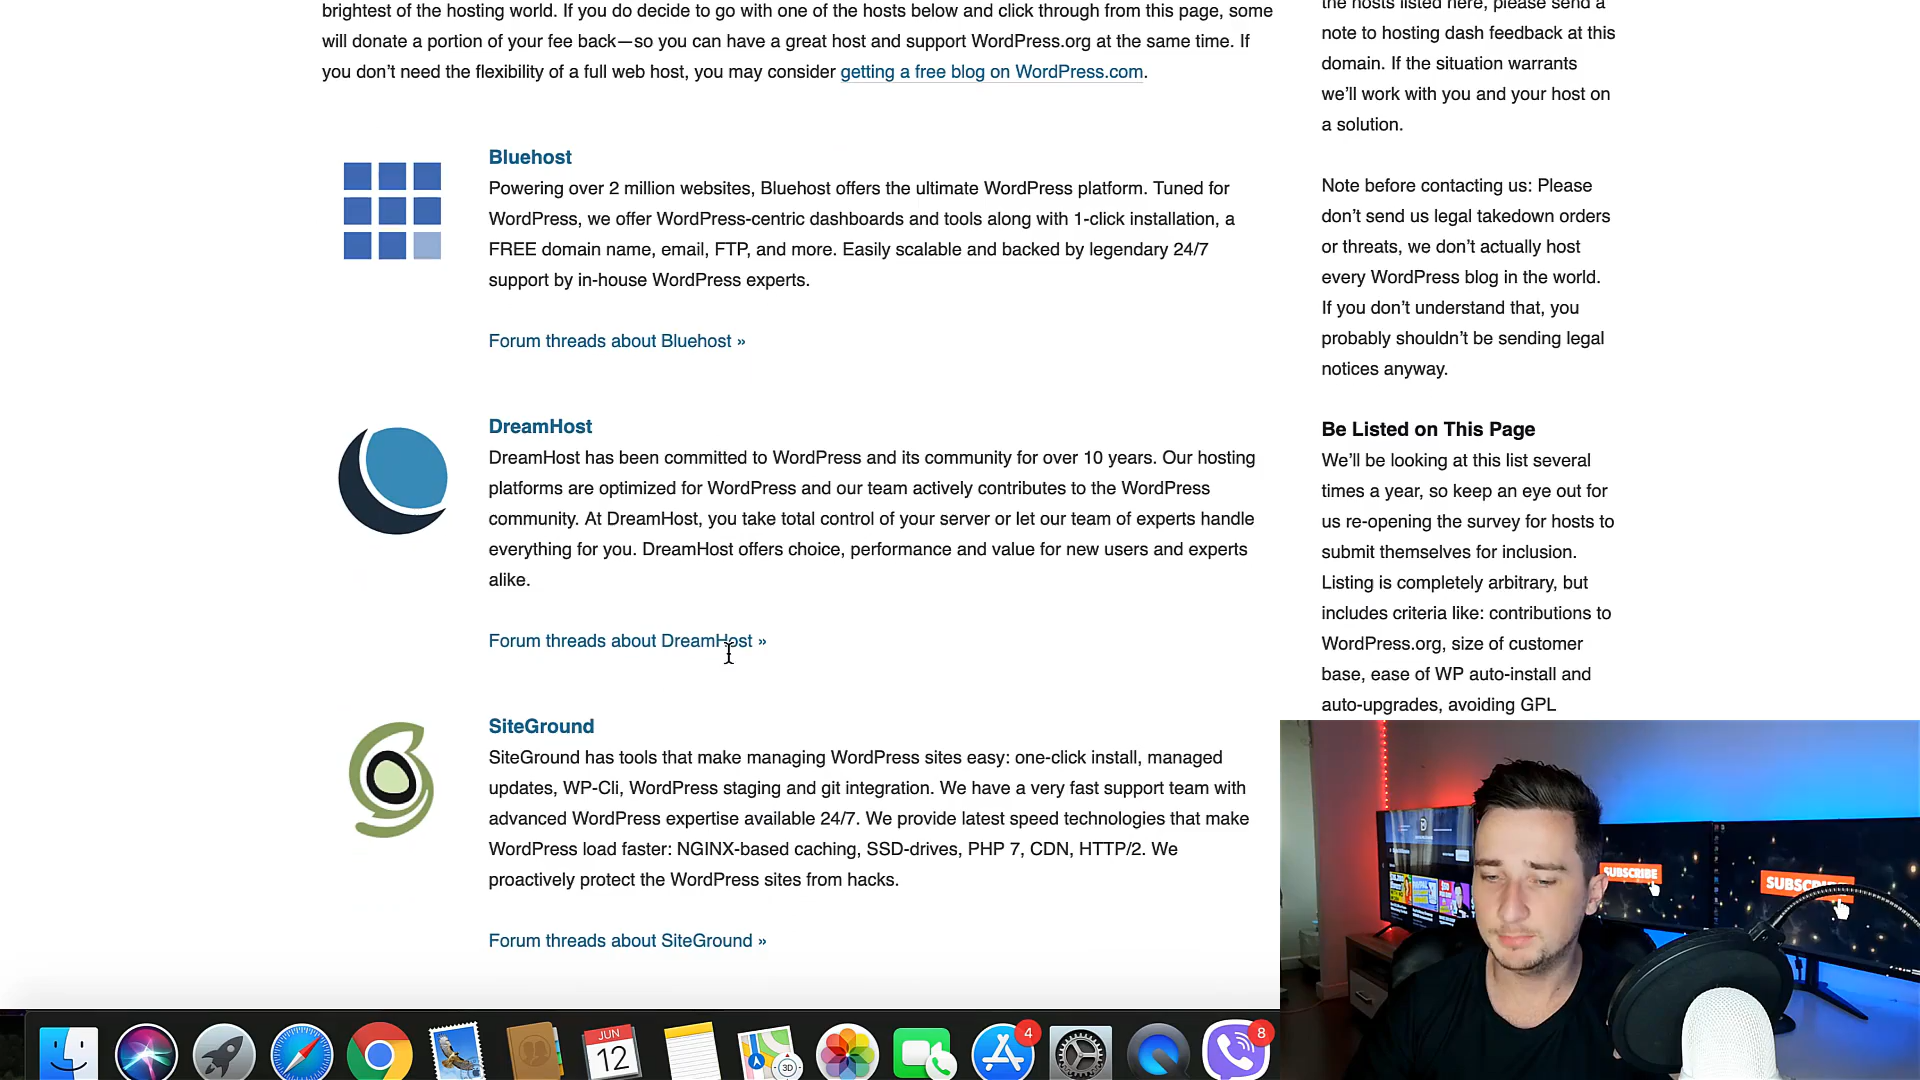 brightest of the hosting world. If you do decide to go with one of the hosts below and click through from this page, some
will donate a portion of your fee back—so you can have a great host and support WordPress.org at the same time. If
you don’t need the flexibility of a full web host, you may consider getting a free blog on WordPress.com.
Bluehost
Powering over 2 million websites, Bluehost offers the ultimate WordPress platform. Tuned for
WordPress, we offer WordPress-centric dashboards and tools along with 1-click installation, a
FREE domain name, email, FTP, and more. Easily scalable and backed by legendary 24/7
support by in-house WordPress experts.
Forum threads about Bluehost »
DreamHost
DreamHost has been committed to WordPress and its community for over 10 years. Our hosting
platforms are optimized for WordPress and our team actively contributes to the WordPress
community. At DreamHost, you take total control of your server or let our team of experts handle
everything for you. DreamHost offers choice, performance and value for new users and experts
alike.
Forum threads about DreamHost »
SiteGround
SiteGround has tools that make managing WordPress sites easy: one-click install, managed
updates, WP-Cli, WordPress staging and git integration. We have a very fast support team with
advanced WordPress expertise available 24/7. We provide latest speed technologies that make
WordPress load faster: NGINX-based caching, SSD-drives, PHP 7, CDN, HTTP/2. We
proactively protect the WordPress sites from hacks.
Forum threads about SiteGround »
the hosts listed here, please send a
note to hosting dash feedback at this
domain. If the situation warrants
we’ll work with you and your host on
a solution.
Note before contacting us: Please
don’t send us legal takedown orders
or threats, we don’t actually host
every WordPress blog in the world.
If you don’t understand that, you
probably shouldn’t be sending legal
notices anyway.
Be Listed on This Page
We’ll be looking at this list several
times a year, so keep an eye out for
us re-opening the survey for hosts to
submit themselves for inclusion.
Listing is completely arbitrary, but
includes criteria like: contributions to
WordPress.org, size of customer
base, ease of WP auto-install and
auto-upgrades, avoiding GPL
SUBSCRIBE
JUN
12
3D
4
8